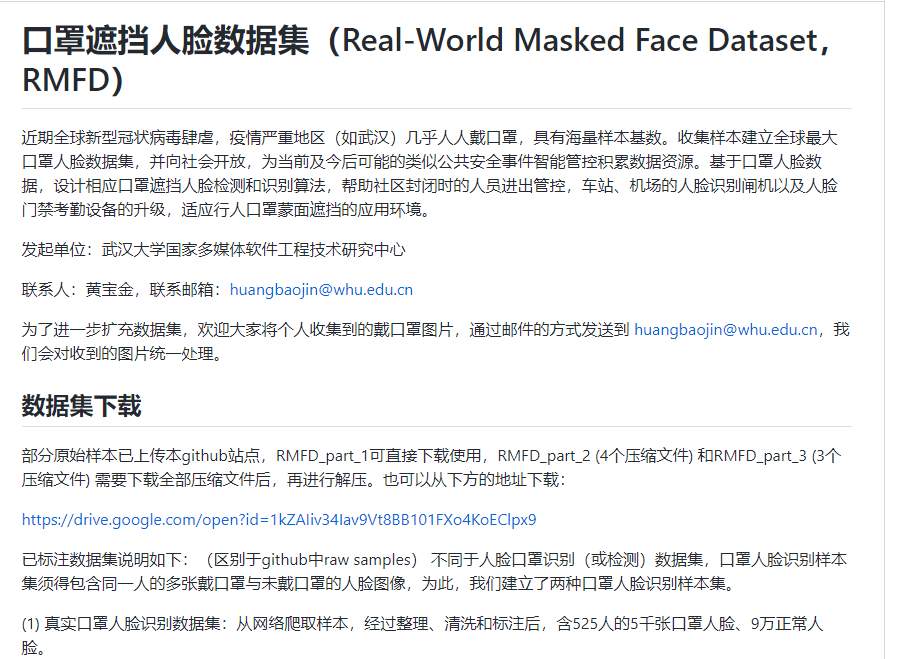 口罩遮挡人脸数据集（Real-World Masked Face Dataset，
RMFD）
近期全球新型冠状病毒肆虐，疫情严重地区（如武汉）几乎人人戴口罩，具有海量样本基数。收集样本建立全球最大
口罩人脸数据集，并向社会开放，为当前及今后可能的类似公共安全事件智能管控积累数据资源。基于口罩人脸数
据，设计相应口罩遮挡人脸检测和识别算法，帮助社区封闭时的人员进出管控，车站、机场的人脸识别闸机以及人脸
门禁考勤设备的升级，适应行人口罩蒙面遮挡的应用环境。
发起单位：武汉大学国家多媒体软件工程技术研究中心
联系人：黄宝金，联系邮箱：huangbaojin@whu.edu.cn
为了进一步扩充数据集，欢迎大家将个人收集到的戴口罩图片，通过邮件的方式发送到 huangbaojin@whu.edu.cn，我
们会对收到的图片统一处理。
数据集下载
部分原始样本已上传本github站点，RMFD_part_1可直接下载使用，RMFD_part_2 (4个压缩文件) 和RMFD_part_3 (3个
压缩文件) 需要下载全部压缩文件后，再进行解压。也可以从下方的地址下载：
https://drive.google.com/open?id=1kZAIiv34Iav9Vt8BB101FXo4KoEClpx9
已标注数据集说明如下：（区别于github中raw samples） 不同于人脸口罩识别（或检测）数据集，口罩人脸识别样本
集须得包含同一人的多张戴口罩与未戴口罩的人脸图像，为此，我们建立了两种口罩人脸识别样本集。
(1) 真实口罩人脸识别数据集：从网络爬取样本，经过整理、清洗和标注后，含525人的5千张口罩人脸、9万正常人
脸。